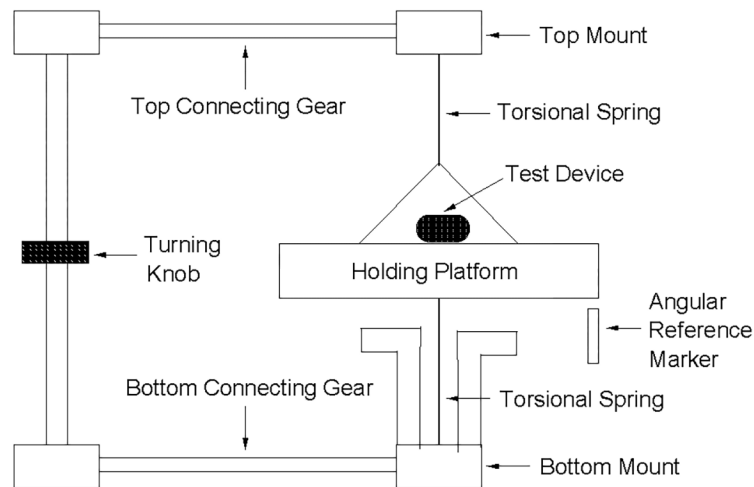 Top Mount
Top Connecting Gear
Torsional Spring
Test Device
Turning
Knob
Holding Platform
Angular
Reference
Marker
Bottom Connecting Gear
Torsional Spring
Bottom Mount